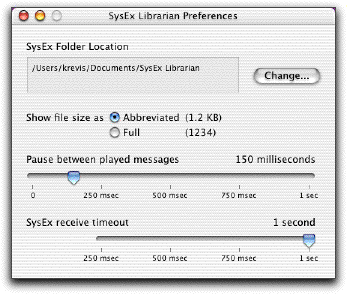 SysEx Librarian Preferences
SysEx Folder Location
/Users/krevis/Documents/SysEx Librarian
Change...
Show file size as Abbreviated (1.2 KB)
Full (1234)
Pause between played messages 150 milliseconds
0 250 msec 500 msec 750 msec 1 sec
SysEx receive timeout 1 second
250 msec 500 msec 750 msec 1 sec